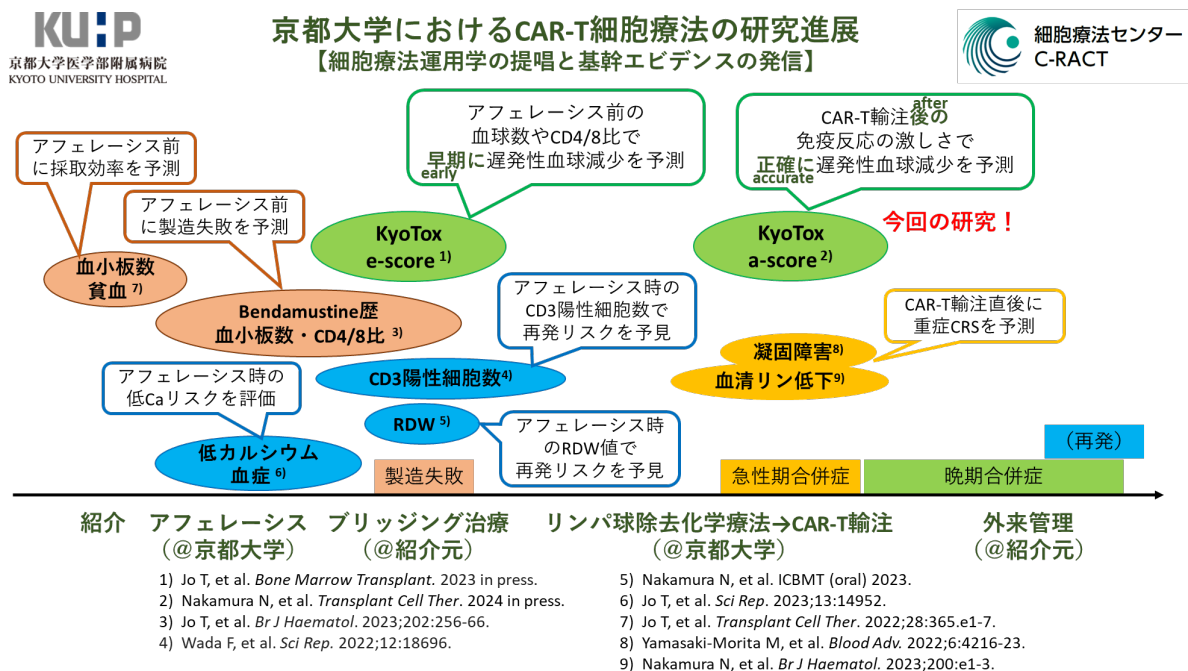 KUHP
京都大学医学部附属病院
KYOTO UNIVERSITY HOSPITAL
京都大学におけるCAR-T細胞療法の研究進展
【細胞療法運用学の提唱と基幹エビデンスの発信】
細胞療法センター
C-RACT
アフェレーシス前
に採取効率を予測
アフェレーシス前
に製造失敗を予測
アフェレーシス前の
血球数やCD4/8比で
早期に遅発性血球減少を予測
early
CAR-T輸注後の
after
免疫反応の激しさで
正確に遅発性血球減少を予測
accurate
今回の研究！
KyoTox
e-score 1)
KyoTox
a-score 2)
血小板数
貧血 7)
Bendamustine歴
血小板数・CD4/8比 3)
アフェレーシス時の
CD3陽性細胞数で
再発リスクを予見
CAR-T輸注直後に
重症CRSを予測
凝固障害8)
血清リン低下9)
アフェレーシス時の
低Caリスクを評価
CD3陽性細胞数4)
RDW 5)
アフェレーシス時
のRDW値で
再発リスクを予見
低カルシウム
血症 6)
製造失敗
急性期合併症
晩期合併症
（再発）
紹介
アフェレーシス
（@京都大学）
ブリッジング治療
（@紹介元）
リンパ球除去化学療法→CAR-T輸注
（@京都大学）
外来管理
（@紹介元）
1) Jo T, et al. Bone Marrow Transplant. 2023 in press.
2) Nakamura N, et al. Transplant Cell Ther. 2024 in press.
3) Jo T, et al. Br J Haematol. 2023;202:256-66.
4) Wada F, et al. Sci Rep. 2022;12:18696.
5) Nakamura N, et al. ICBMT (oral) 2023.
6) Jo T, et al. Sci Rep. 2023;13:14952.
7) Jo T, et al. Transplant Cell Ther. 2022;28:365.e1-7.
8) Yamasaki-Morita M, et al. Blood Adv. 2022;6:4216-23.
9) Nakamura N, et al. Br J Haematol. 2023;200:e1-3.